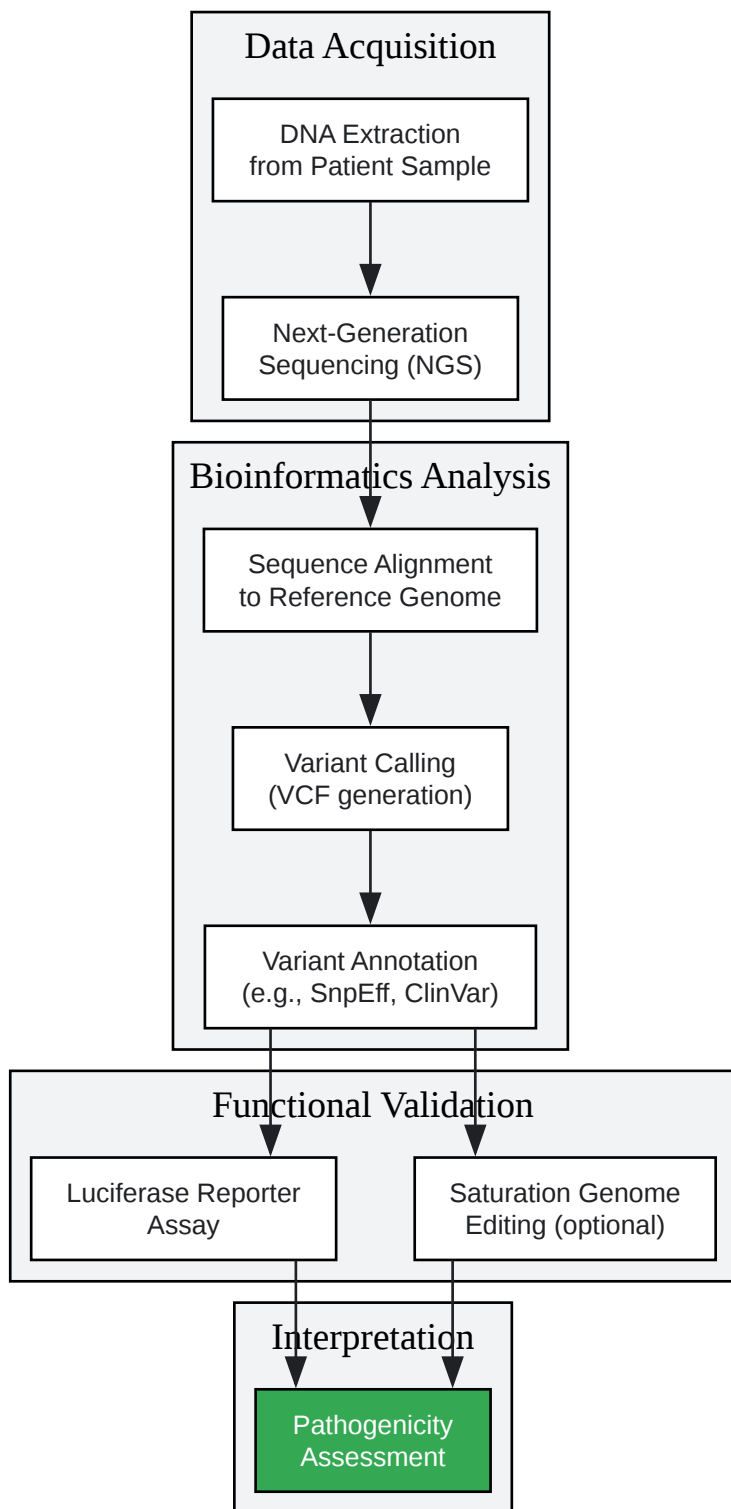 Data Acquisition
DNA Extraction
from Patient Sample
Next-Generation
Sequencing (NGS)
Bioinformatics Analysis
Sequence Alignment
to Reference Genome
Variant Calling
(VCF generation)
Variant Annotation
(e.g., SnpEff, ClinVar)
Functional Validation
Luciferase Reporter
Assay
Saturation Genome
Editing (optional)
Interpretation
Pathogenicity
Assessment